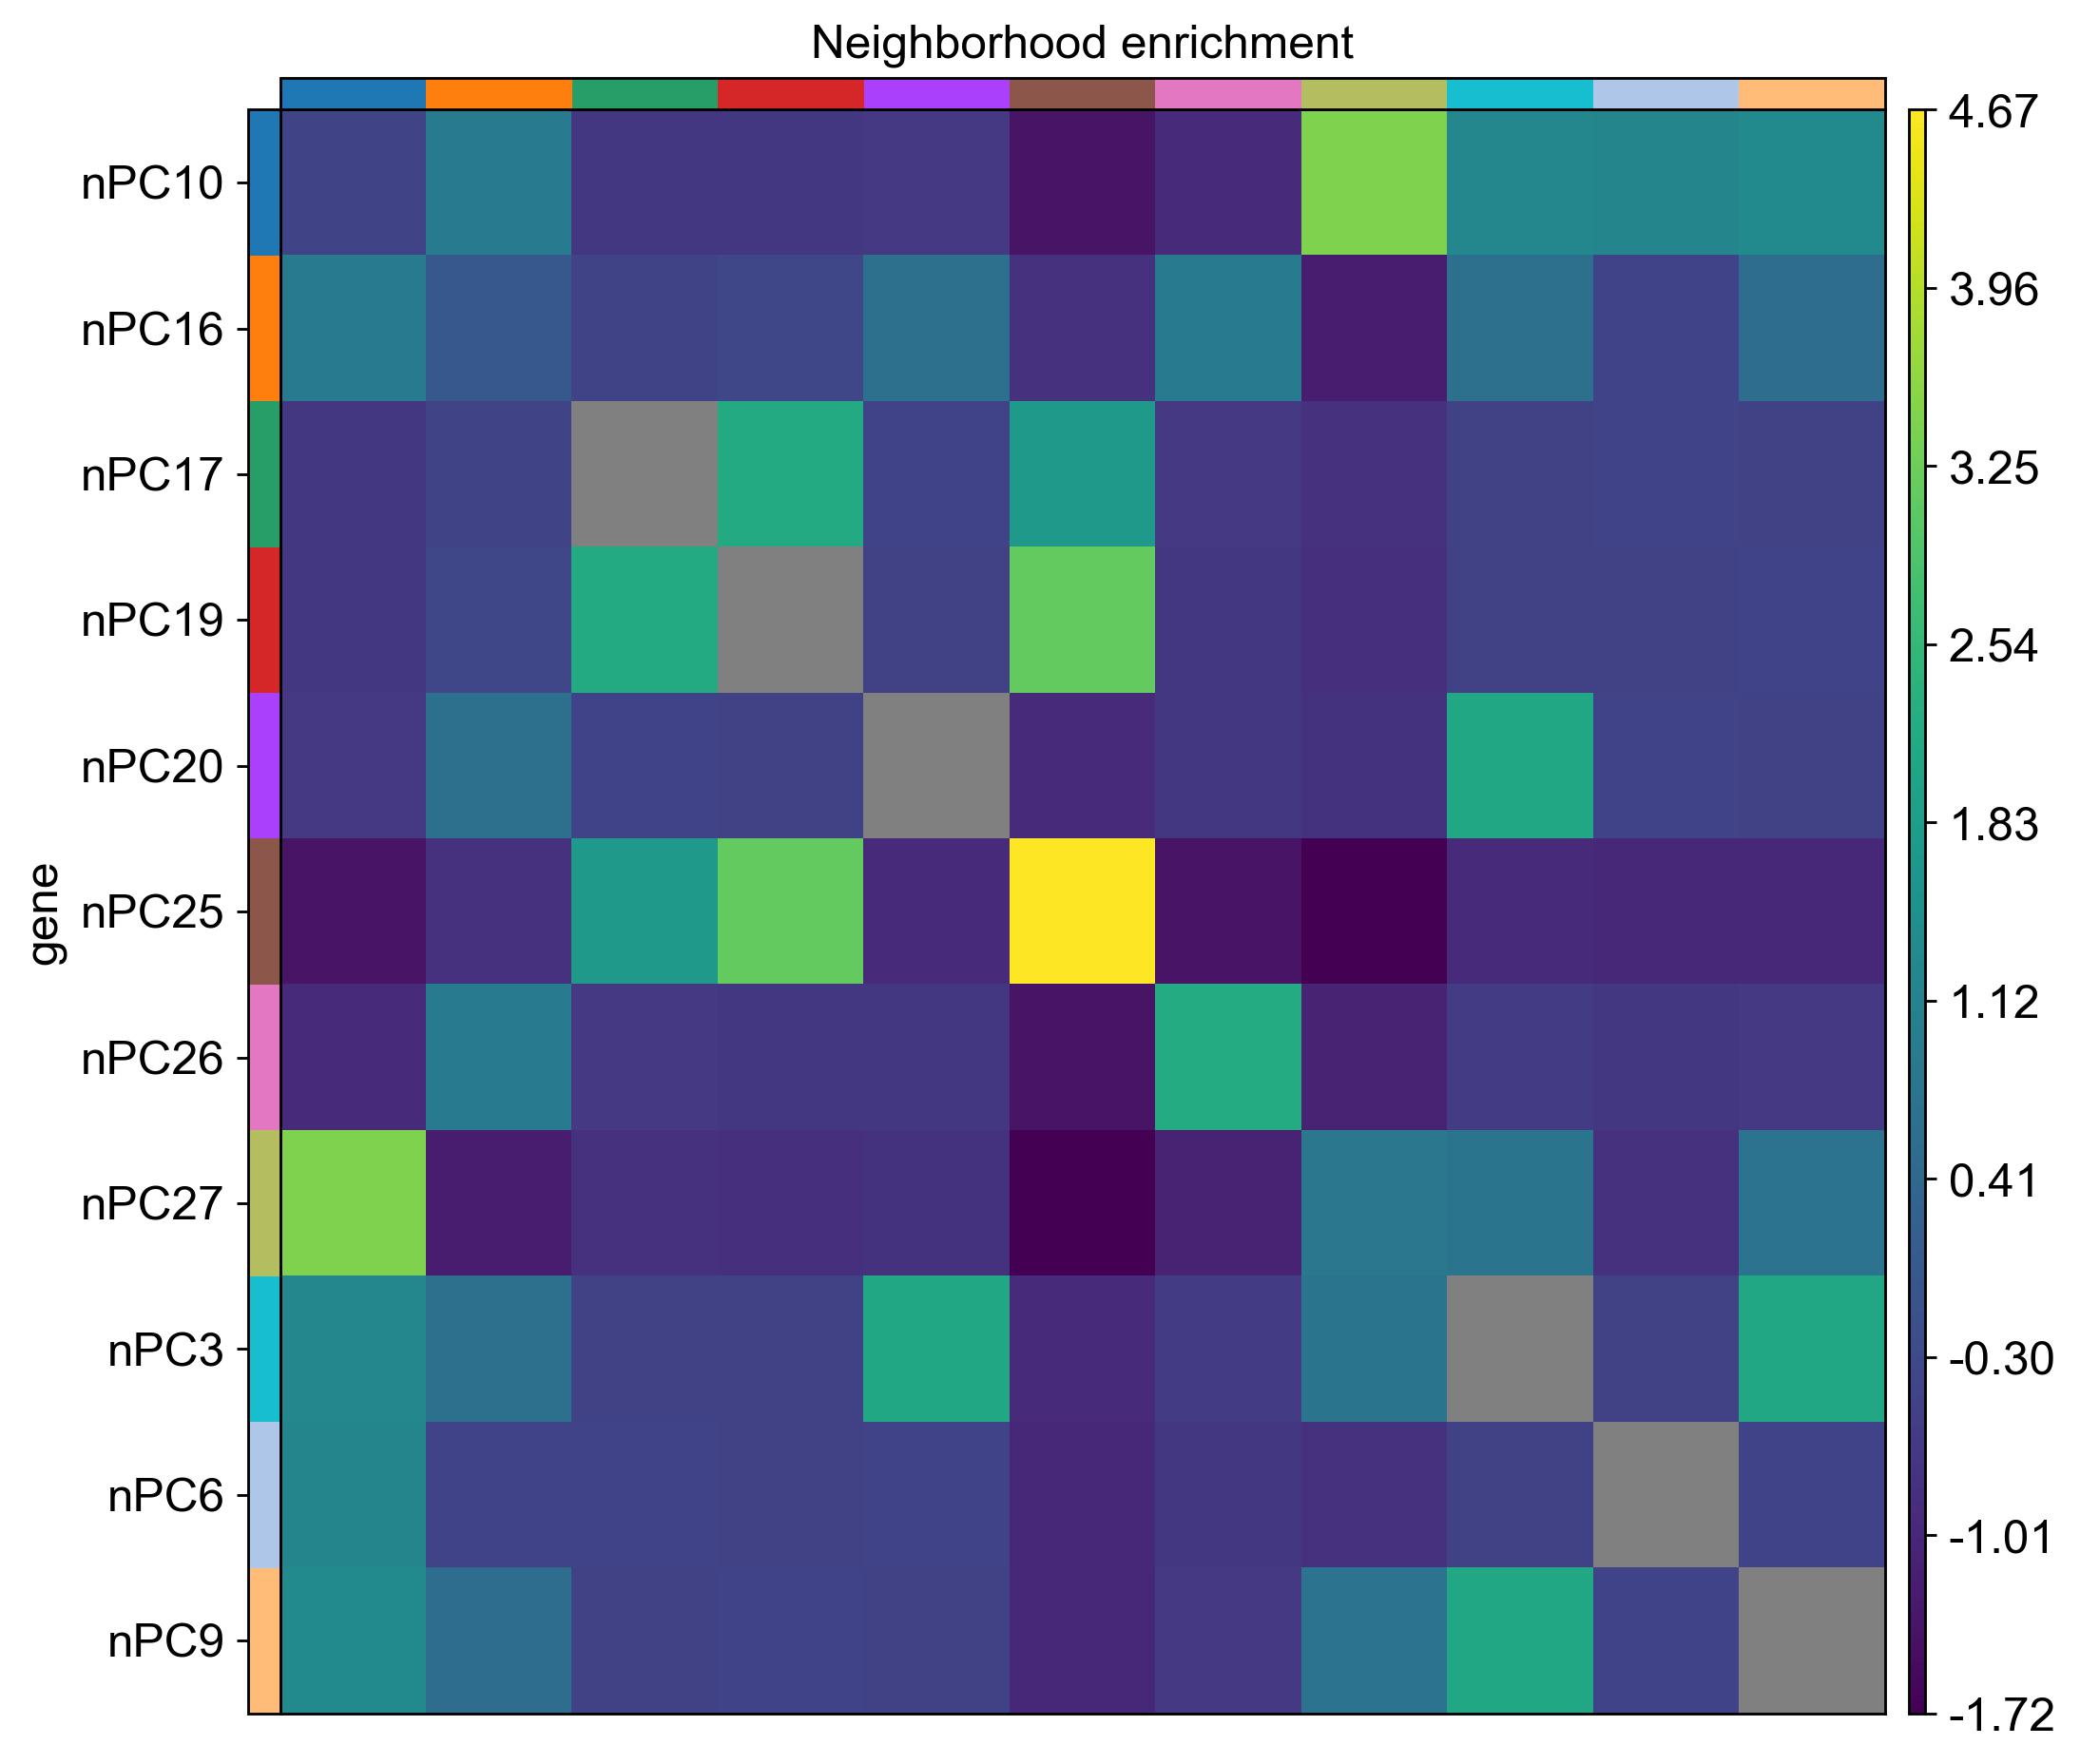 Neighborhood enrichment
gene
nPC10
nPC16
nPC17
nPC19
nPC20
nPC25
nPC26
nPC27
nPC3
nPC6
nPC9
4.67
3.96
3.25
2.54
1.83
1.12
0.41
-0.30
-1.01
-1.72